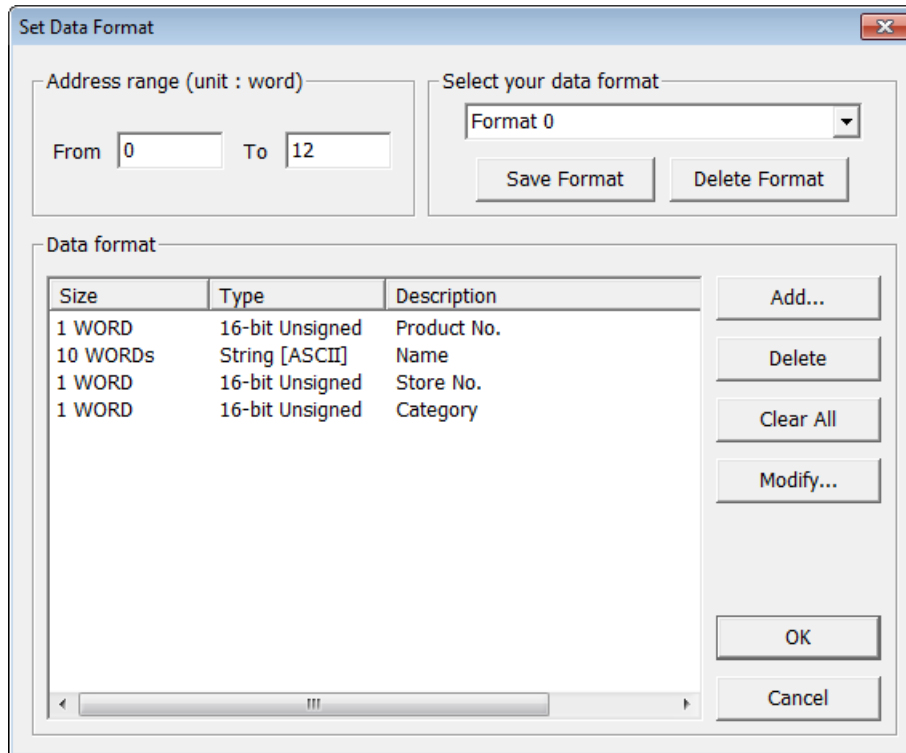 Set Data Format
Address range (unit : word)
From 0 To 12
Select your data format
Format 0
Save Format Delete Format
Data format
Size Type Description
1 WORD 16-bit Unsigned Product No.
10 WORDs String [ASCII] Name
1 WORD 16-bit Unsigned Store No.
1 WORD 16-bit Unsigned Category
Add...
Delete
Clear All
Modify...
OK
Cancel